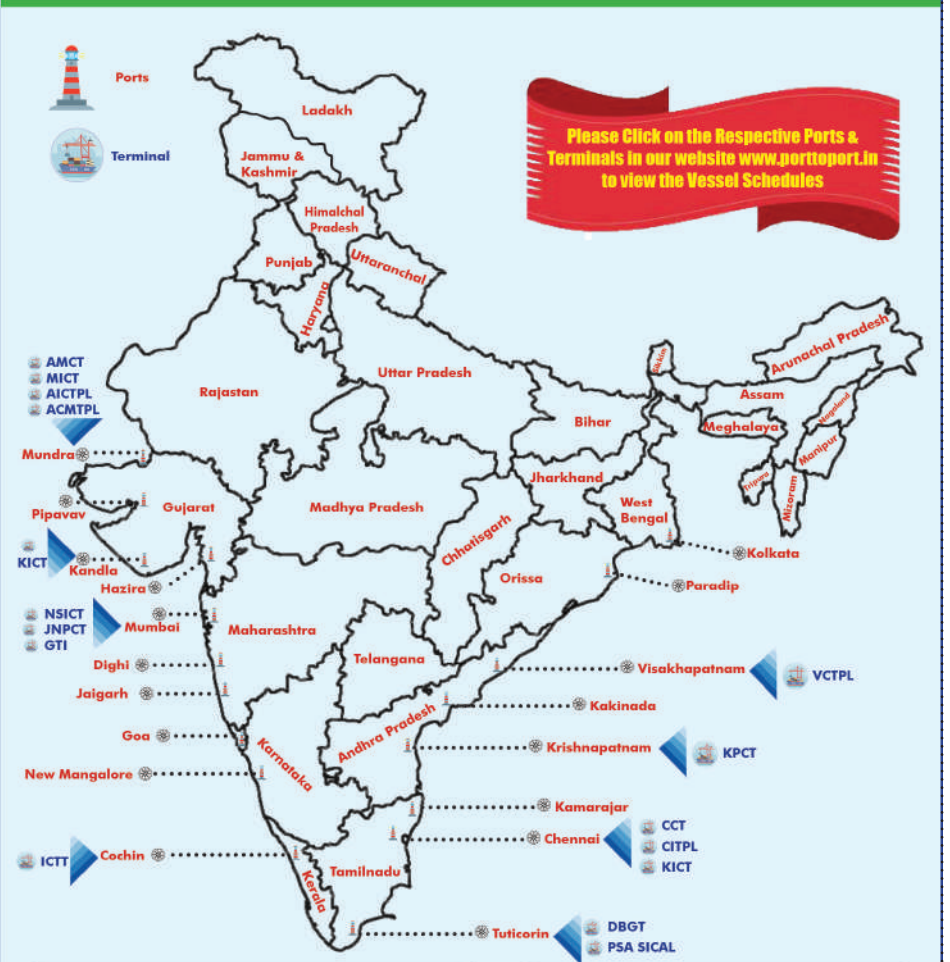 Ports
Terminal
Please Click on the Respective Ports &
Terminals in our website www.porttoport.in
to view the Vessel Schedules
Ladakh
Jammu &
Kashmir
Himalchal
Pradesh
Punjab
Uttaranchal
Haryana
Rajastan
Uttar Pradesh
Bihar
Sikkim
Arunachal Pradesh
Assam
Nagaland
Meghalaya
Manipur
Tripura
Mizoram
Jharkhand
West
Bengal
Gujarat
Madhya Pradesh
Chhatisgarh
Orissa
Maharashtra
Telangana
Andhra Pradesh
Karnataka
Tamilnadu
Kerala
AMCT
MICT
AICTPL
ACMTPL
Mundra
Pipavav
KICT
Kandla
Hazira
NSICT
JNPCT
GTI
Mumbai
Dighi
Jaigarh
Goa
New Mangalore
ICTT
Cochin
Kolkata
Paradip
Visakhapatnam
VCTPL
Kakinada
Krishnapatnam
KPCT
Kamarajar
Chennai
CCT
CITPL
KICT
Tuticorin
DBGT
PSA SICAL